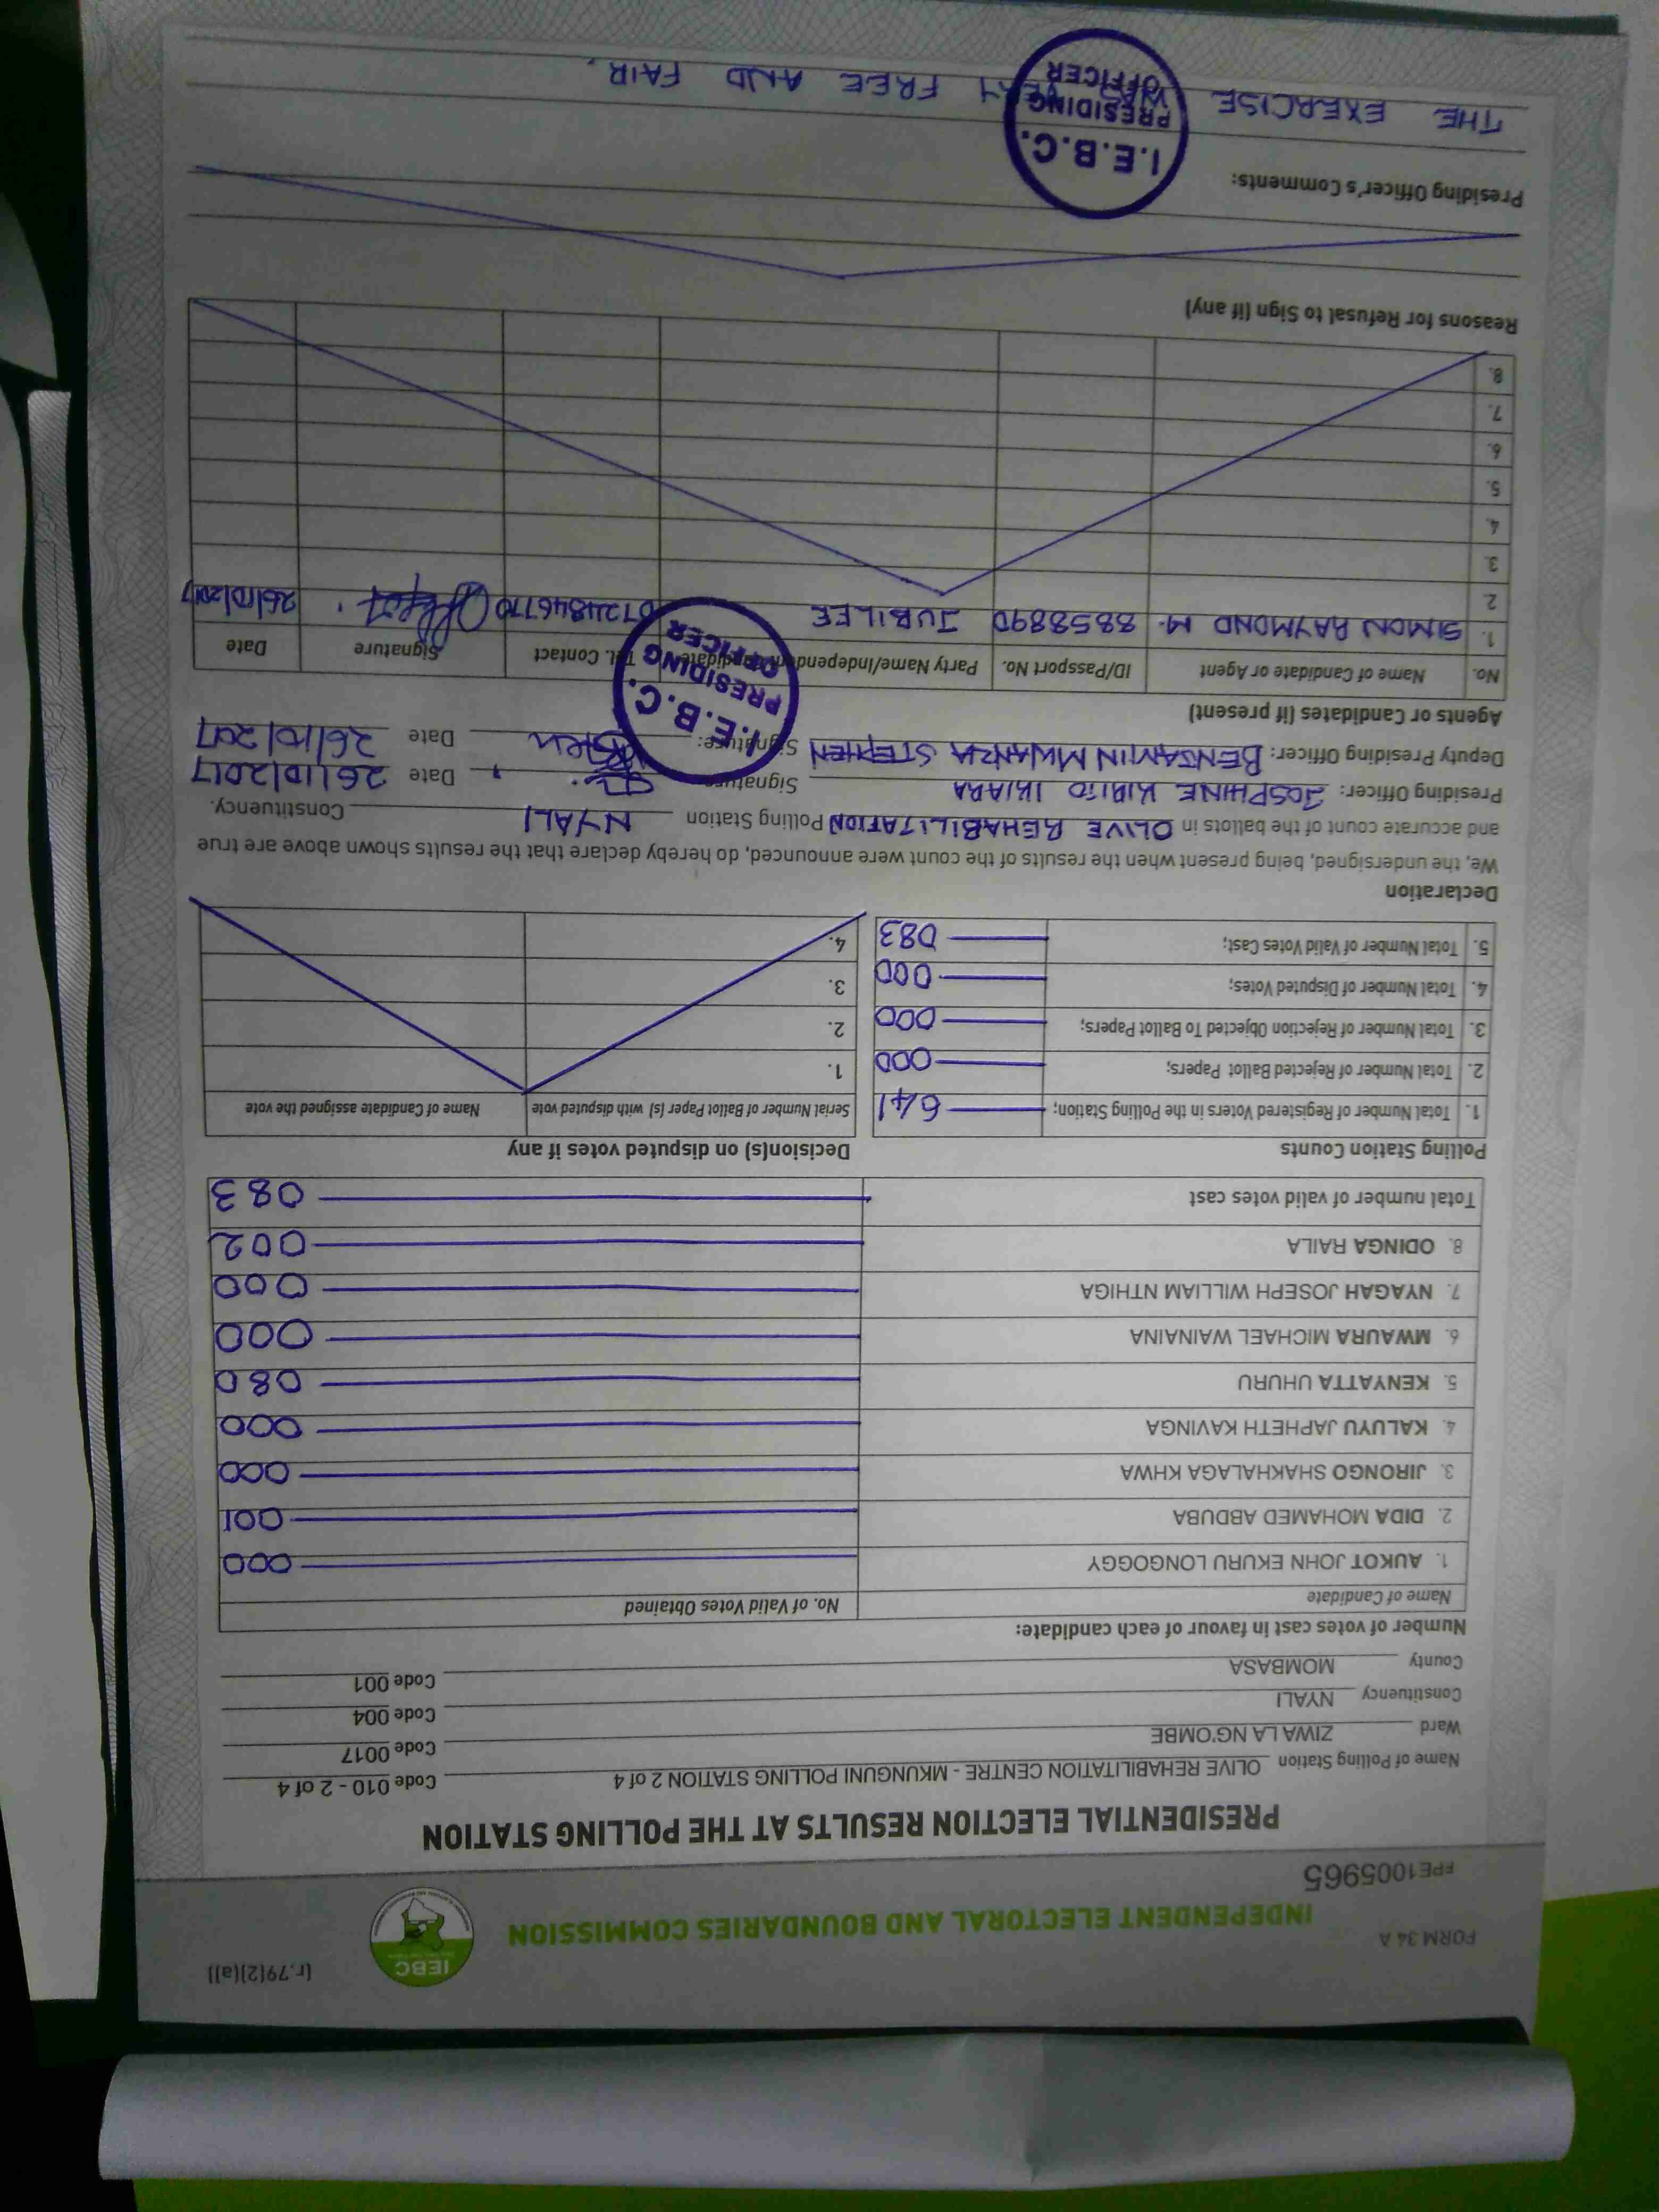 FORM 34 A
(r.79(2)(a))
INDEPENDENT ELECTORAL AND BOUNDARIES COMMISSION
IEBC
FPE1005965
PRESIDENTIAL ELECTION RESULTS AT THE POLLING STATION
Name of Polling Station OLIVE REHABILITATION CENTRE - MKUNGUNI POLLING STATION 2 of 4 Code 010 - 2 of 4
Ward ZIWA LA NG'OMBE Code 0017
Constituency NYALI Code 004
County MOMBASA Code 001
Number of votes cast in favour of each candidate:
Name of Candidate No. of Valid Votes Obtained
1. AUKOT JOHN EKURU LONGOGGY 000
2. DIDA MOHAMED ABDUBA 001
3. JIRONGO SHAKHALAGA KHWA 000
4. KALUYU JAPHETH KAVINGA 000
5. KENYATTA UHURU 080
6. MWAURA MICHAEL WAINAINA 000
7. NYAGAH JOSEPH WILLIAM NTHIGA 000
8. ODINGA RAILA 002
Total number of valid votes cast 083
Polling Station Counts
1. Total Number of Registered Voters in the Polling Station; 641
2. Total Number of Rejected Ballot Papers; 000
3. Total Number of Rejection Objected To Ballot Papers; 000
4. Total Number of Disputed Votes; 000
5. Total Number of Valid Votes Cast; 083
Decision(s) on disputed votes if any
Serial Number of Ballot Paper (s) with disputed vote Name of Candidate assigned the vote
1.
2.
3.
4.
Declaration
We, the undersigned, being present when the results of the count were announced, do hereby declare that the results shown above are true
and accurate count of the ballots in OLIVE REHABILITATION Polling Station NYALI Constituency.
Presiding Officer: JOSPHINE KIRIGO IKIARA Signature Date 26/10/2017
Deputy Presiding Officer: BENJAMIN MWANZIA STEPHEN Signature: Date 26/10/2017
I.E.B.C. PRESIDING OFFICER
Agents or Candidates (if present)
No. Name of Candidate or Agent ID/Passport No. Party Name/Independent Candidate Tel. Contact Signature Date
1. SIMON RAYMOND M. 8858890 JUBILEE 0724846770 26/10/2017
2
3.
4.
5.
6.
7.
8.
Reasons for Refusal to Sign (if any)
Presiding Officer's Comments:
I.E.B.C. PRESIDING OFFICER
THE EXERCISE WAS VERY FREE AND FAIR.